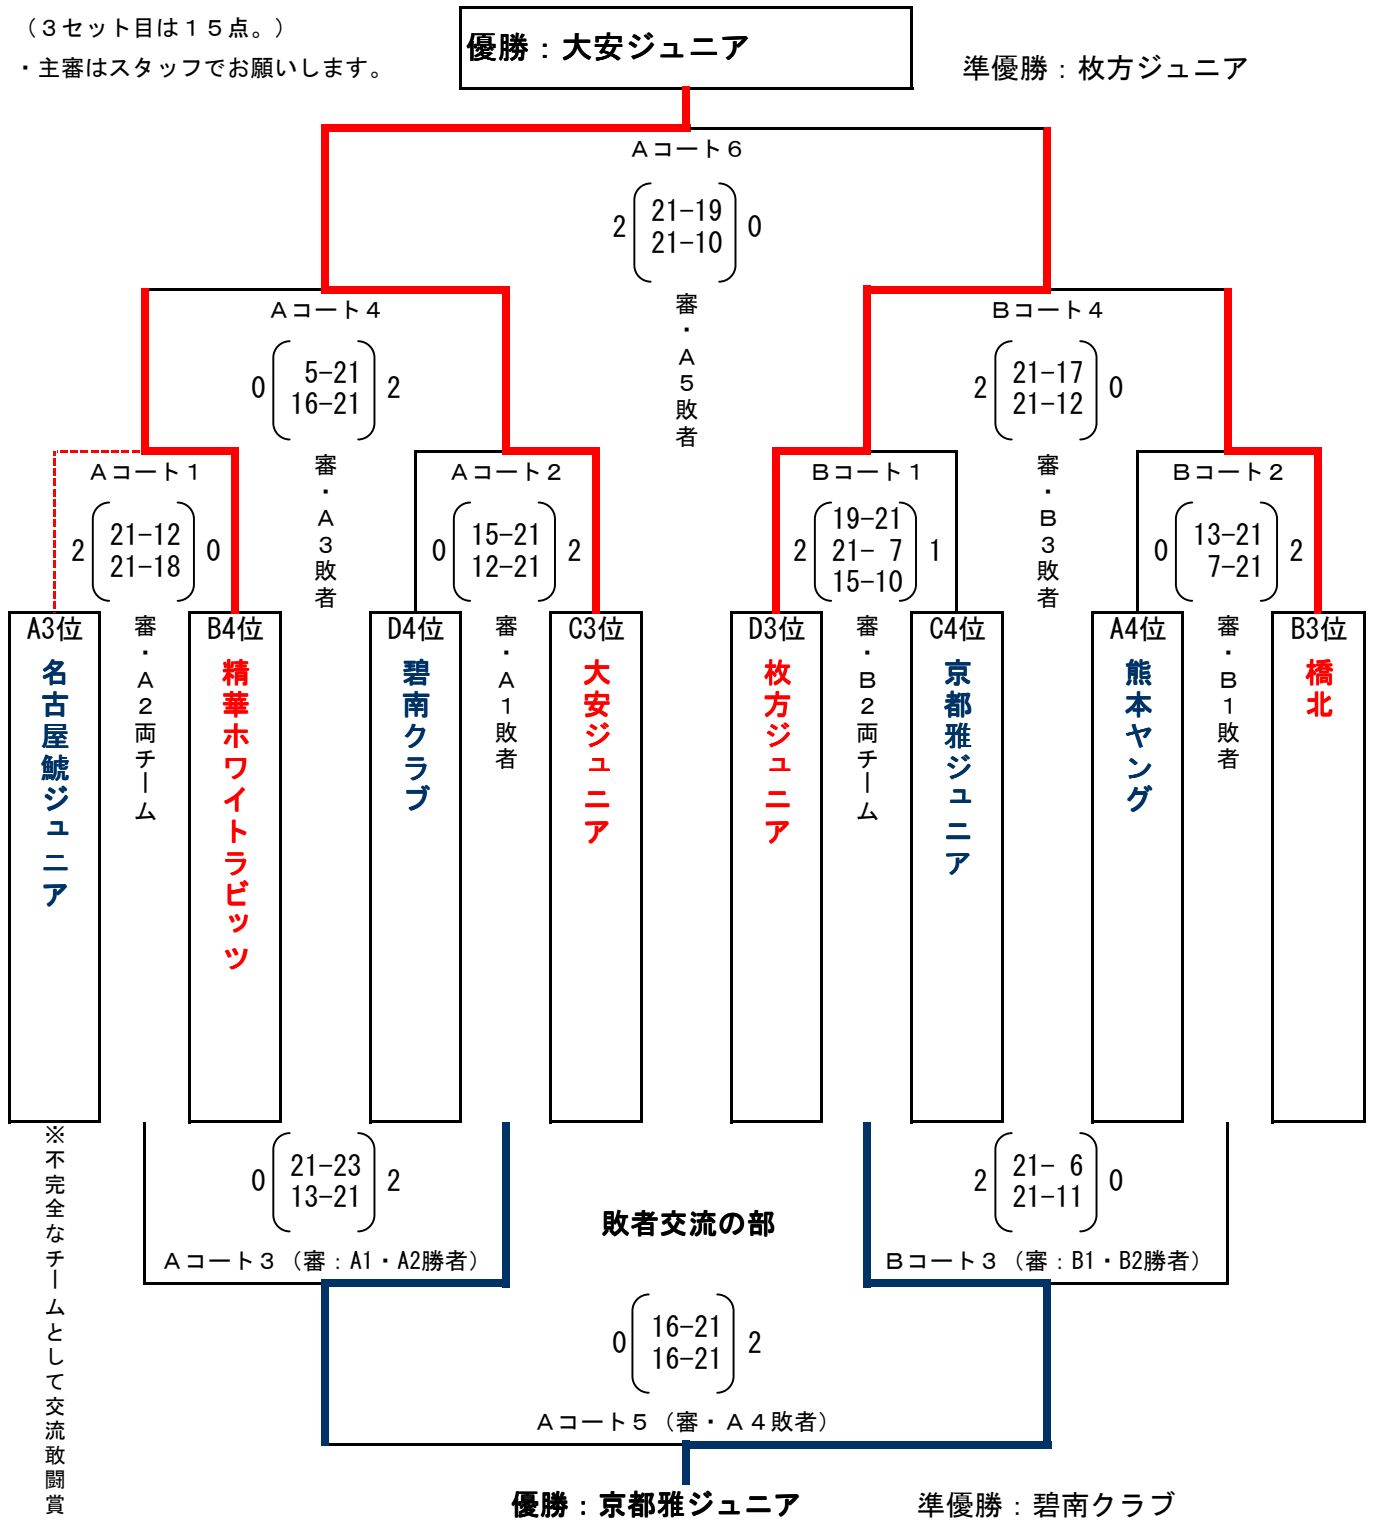 （３セット目は１５点。）
・主審はスタッフでお願いします。
優勝：大安ジュニア
準優勝：枚方ジュニア
Ａコート６
2 21-19 0
21-10
審・Ａ５敗者
Ａコート４
0 5-21 2
16-21
審・Ａ３敗者
Ｂコート４
2 21-17 0
21-12
審・Ｂ３敗者
Ａコート１
2 21-12 0
21-18
審・Ａ２両チーム
Ａコート２
0 15-21 2
12-21
審・Ａ１敗者
Ｂコート１
2 19-21 1
21- 7
15-10
審・Ｂ２両チーム
Ｂコート２
0 13-21 2
7-21
審・Ｂ１敗者
A3位
名古屋鯱ジュニア
B4位
精華ホワイトラビッツ
D4位
碧南クラブ
C3位
大安ジュニア
D3位
枚方ジュニア
C4位
京都雅ジュニア
A4位
熊本ヤング
B3位
橋北
※不完全なチームとして交流敢闘賞
0 21-23 2
13-21
Ａコート３（審：A1・A2勝者）
敗者交流の部
2 21- 6 0
21-11
Ｂコート３（審：B1・B2勝者）
0 16-21 2
16-21
Ａコート５（審・Ａ４敗者）
優勝：京都雅ジュニア
準優勝：碧南クラブ